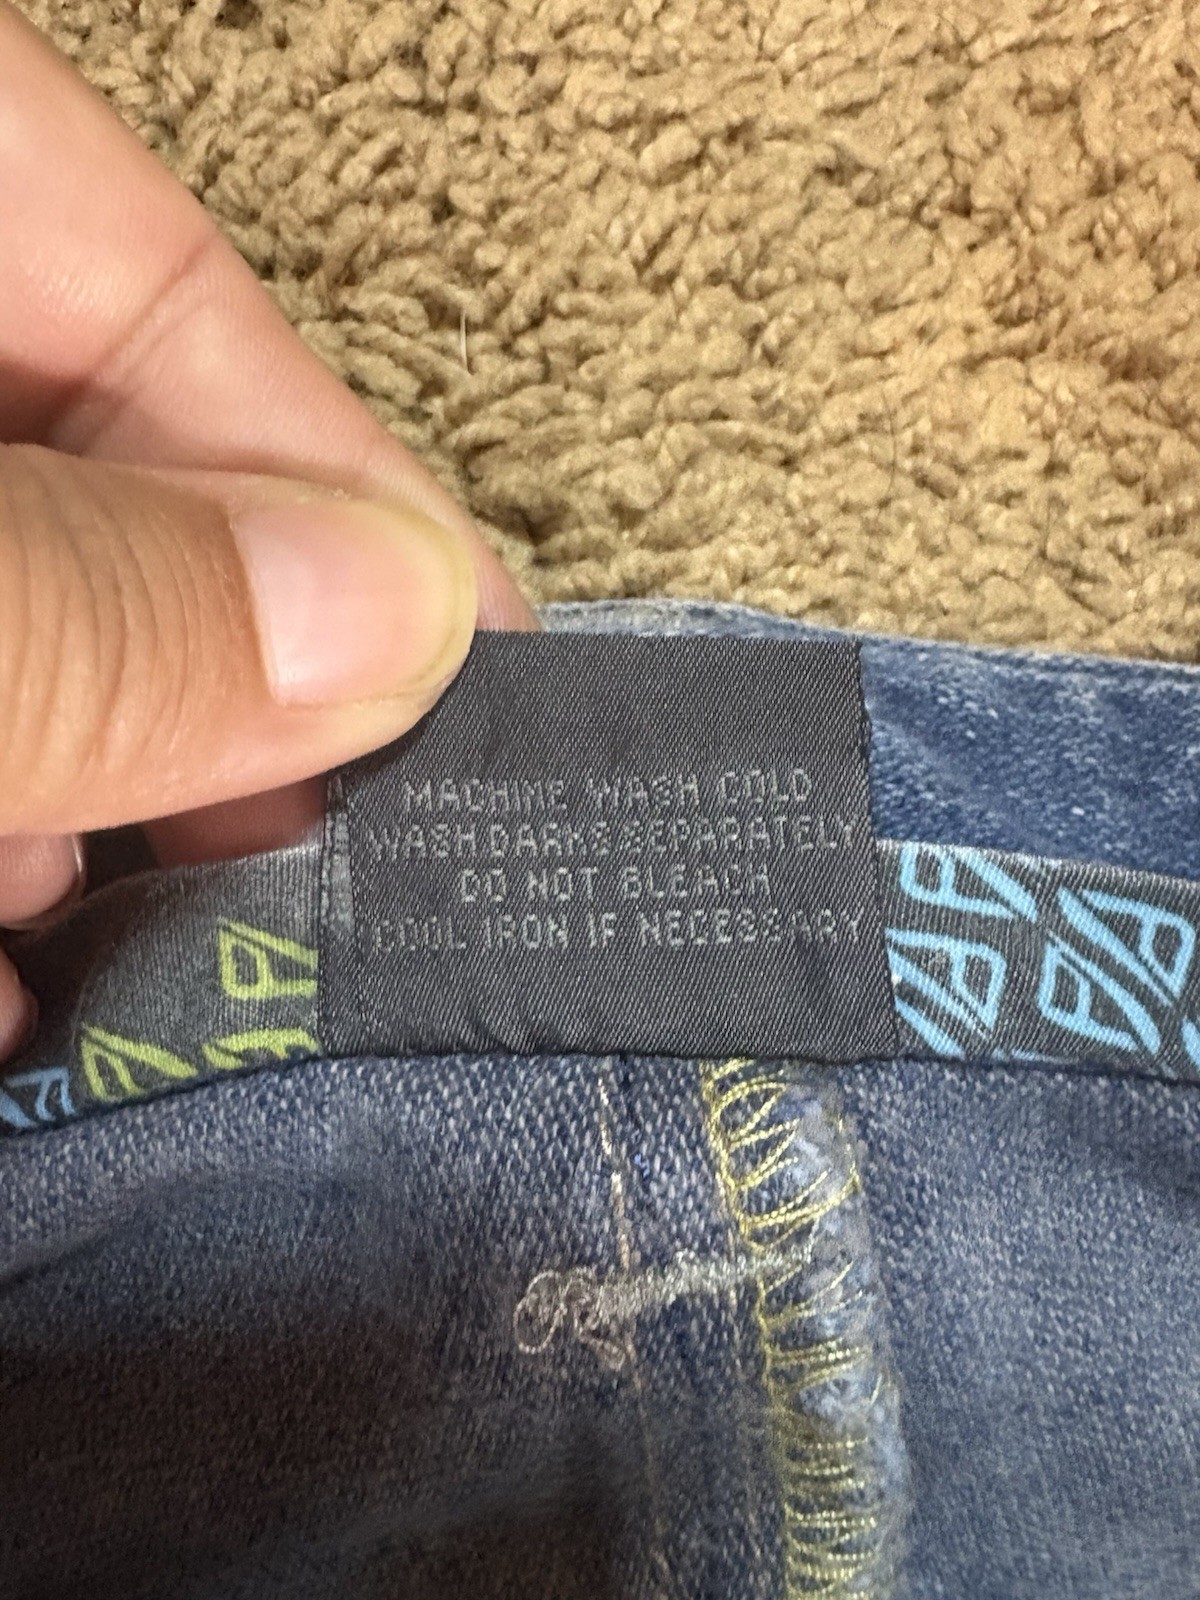 MACHINE WASH COLD
WASH DARKS SEPARATELY
DO NOT BLEACH
COOL IRON IF NECESSARY